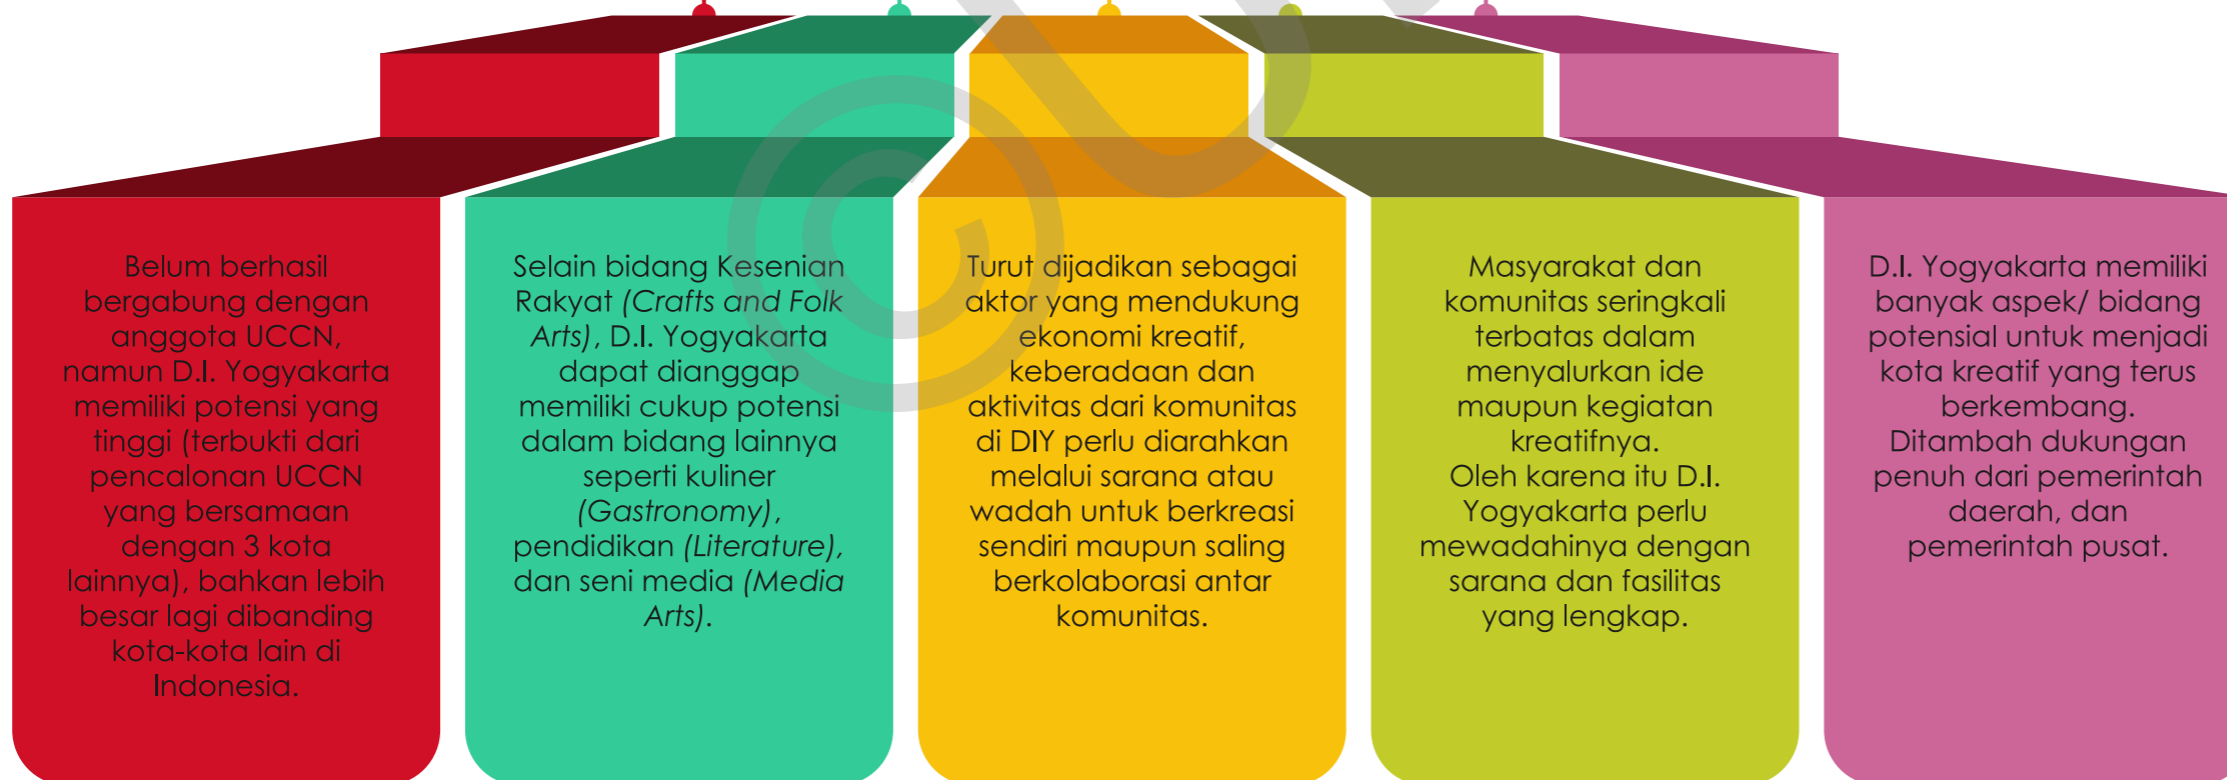 Belum berhasil
bergabung dengan
anggota UCCN,
namun D.I. Yogyakarta
memiliki potensi yang
tinggi (terbukti dari
pencalonan UCCN
yang bersamaan
dengan 3 kota
lainnya), bahkan lebih
besar lagi dibanding
kota-kota lain di
Indonesia.
Selain bidang Kesenian
Rakyat (Crafts and Folk
Arts), D.I. Yogyakarta
dapat dianggap
memiliki cukup potensi
dalam bidang lainnya
seperti kuliner
(Gastronomy),
pendidikan (Literature),
dan seni media (Media
Arts).
Turut dijadikan sebagai
aktor yang mendukung
ekonomi kreatif,
keberadaan dan
aktivitas dari komunitas
di DIY perlu diarahkan
melalui sarana atau
wadah untuk berkreasi
sendiri maupun saling
berkolaborasi antar
komunitas.
Masyarakat dan
komunitas seringkali
terbatas dalam
menyalurkan ide
maupun kegiatan
kreatifnya.
Oleh karena itu D.I.
Yogyakarta perlu
mewadahinya dengan
sarana dan fasilitas
yang lengkap.
D.I. Yogyakarta memiliki
banyak aspek/ bidang
potensial untuk menjadi
kota kreatif yang terus
berkembang.
Ditambah dukungan
penuh dari pemerintah
daerah, dan
pemerintah pusat.